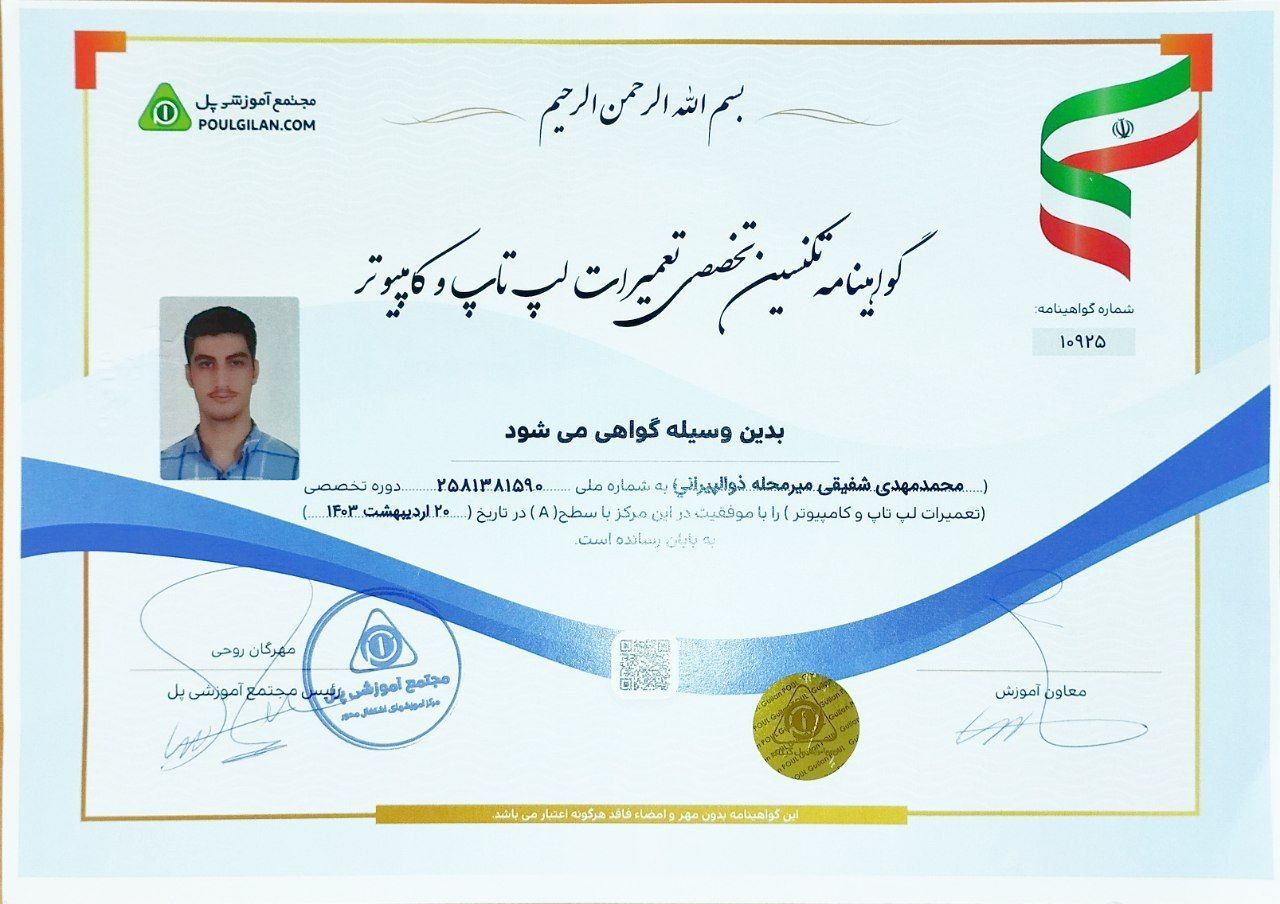 مجتمع آموزشی پل
POULGILAN.COM
بسم الله الرحمن الرحیم
گواهینامه تکنسین تخصصی تعمیرات لپ تاپ و کامپیوتر
شماره گواهینامه:
۱۰۹۲۵
بدین وسیله گواهی می شود
(.....محمدمهدی شفیقی میرمحله ذوالپیرانی) به شماره ملی .......۲۵۸۱۳۸۱۵۹۰.......دوره تخصصی
(تعمیرات لپ تاپ و کامپیوتر ) را با موفقیت در این مرکز با سطح( A ) در تاریخ (.....۲۰ اردیبهشت ۱۴۰۳.....)
به پایان رسانده است.
مهرگان روحی
رئیس مجتمع آموزشی پل
معاون آموزش
مجتمع آموزشی پل
مرکز آموزشهای اشتغال محور
POUL Guilan
این گواهینامه بدون مهر و امضاء فاقد هرگونه اعتبار می باشد.